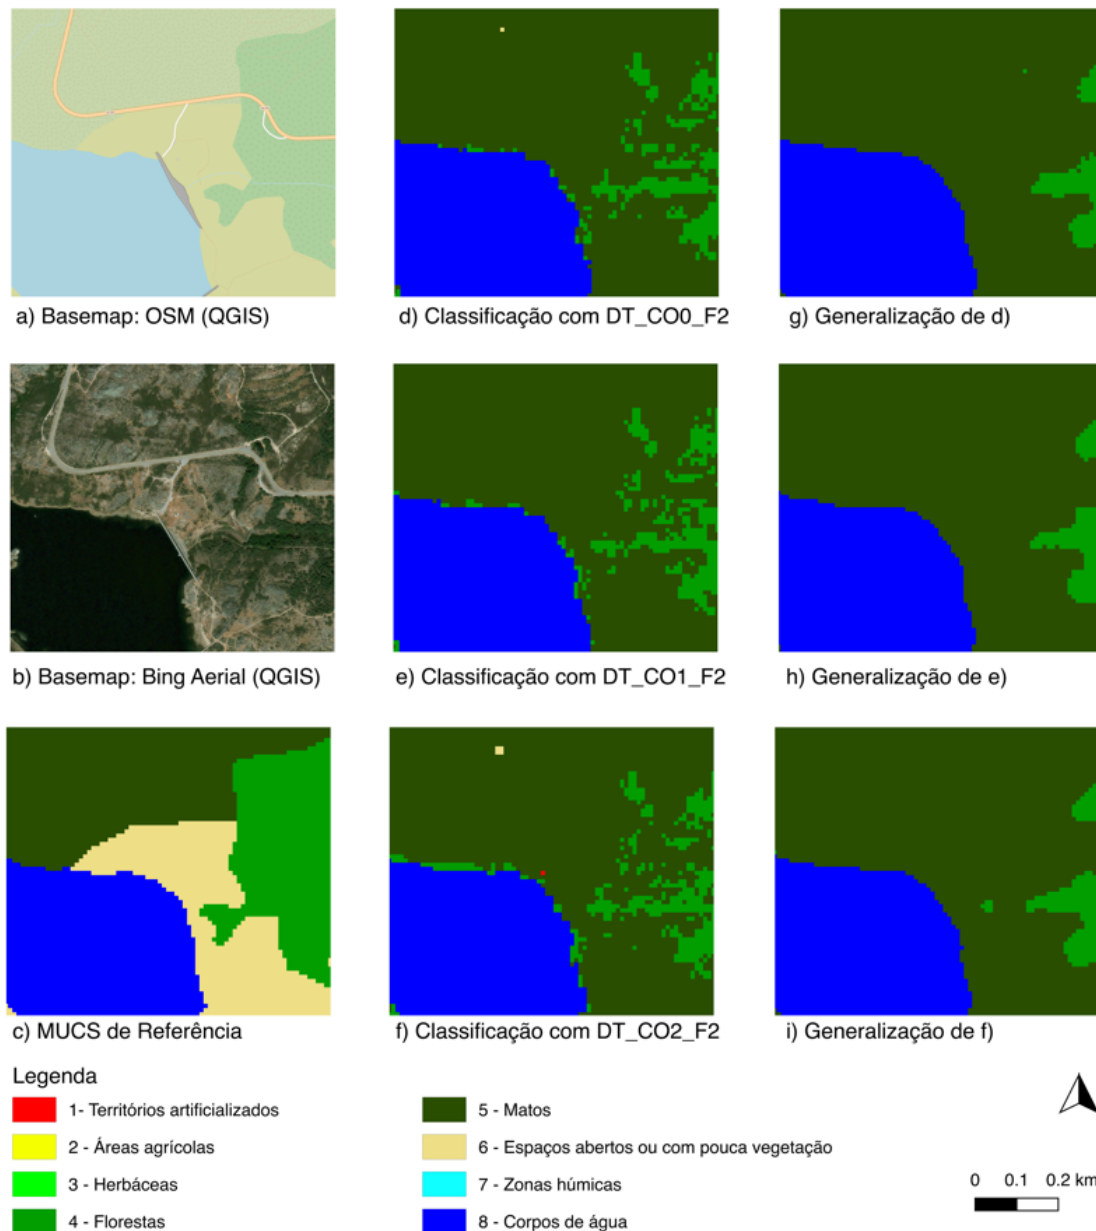 a) Basemap: OSM (QGIS)
d) Classificação com DT_CO0_F2
g) Generalização de d)
b) Basemap: Bing Aerial (QGIS)
e) Classificação com DT_CO1_F2
h) Generalização de e)
c) MUCS de Referência
f) Classificação com DT_CO2_F2
i) Generalização de f)
Legenda
1- Territórios artificializados
2 - Áreas agrícolas
3 - Herbáceas
4 - Florestas
5 - Matos
6 - Espaços abertos ou com pouca vegetação
7 - Zonas húmicas
8 - Corpos de água
0 0.1 0.2 km